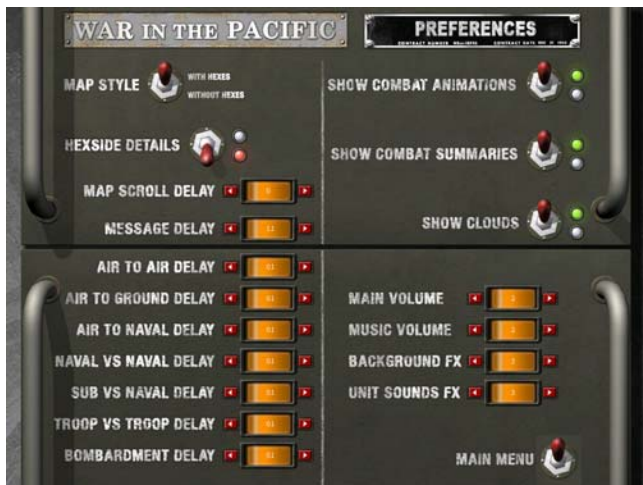 WAR IN THE PACIFIC
PREFERENCES
MAP STYLE
WITH HEXES
WITHOUT HEXES
HEXSIDE DETAILS
MAP SCROLL DELAY
MESSAGE DELAY
AIR TO AIR DELAY
AIR TO GROUND DELAY
AIR TO NAVAL DELAY
NAVAL VS NAVAL DELAY
SUB VS NAVAL DELAY
TROOP VS TROOP DELAY
BOMBARDMENT DELAY
SHOW COMBAT ANIMATIONS
SHOW COMBAT SUMMARIES
SHOW CLOUDS
MAIN VOLUME
MUSIC VOLUME
BACKGROUND FX
UNIT SOUNDS FX
MAIN MENU